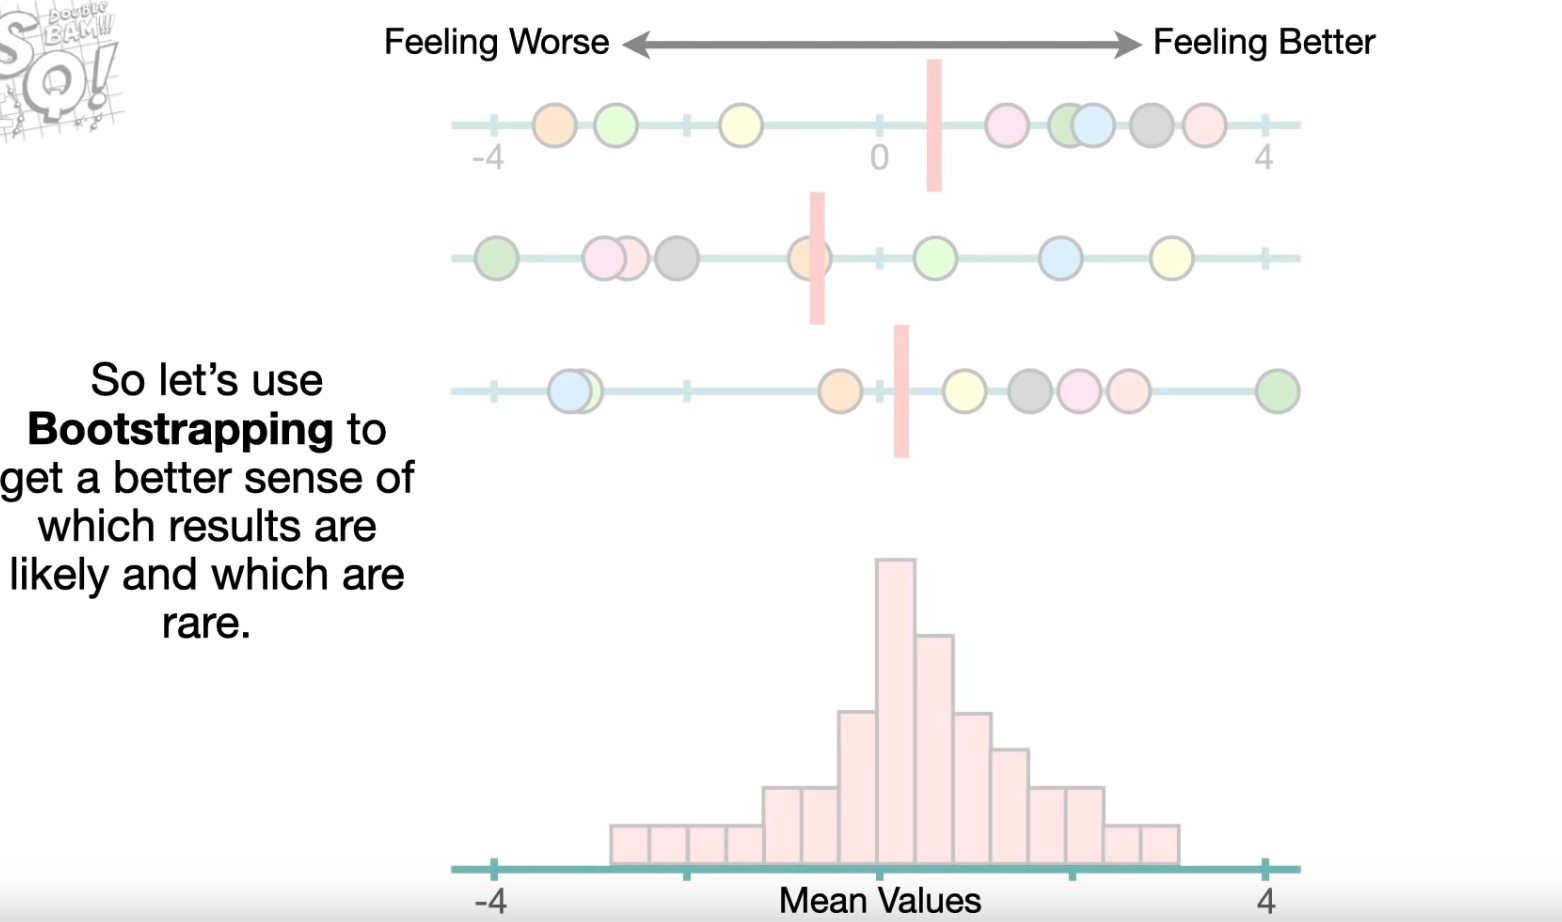 DOUBLE
BAM!!!
S
Q!
Feeling Worse
Feeling Better
-4
0
4
So let's use
Bootstrapping to
get a better sense of
which results are
likely and which are
rare.
-4
Mean Values
4